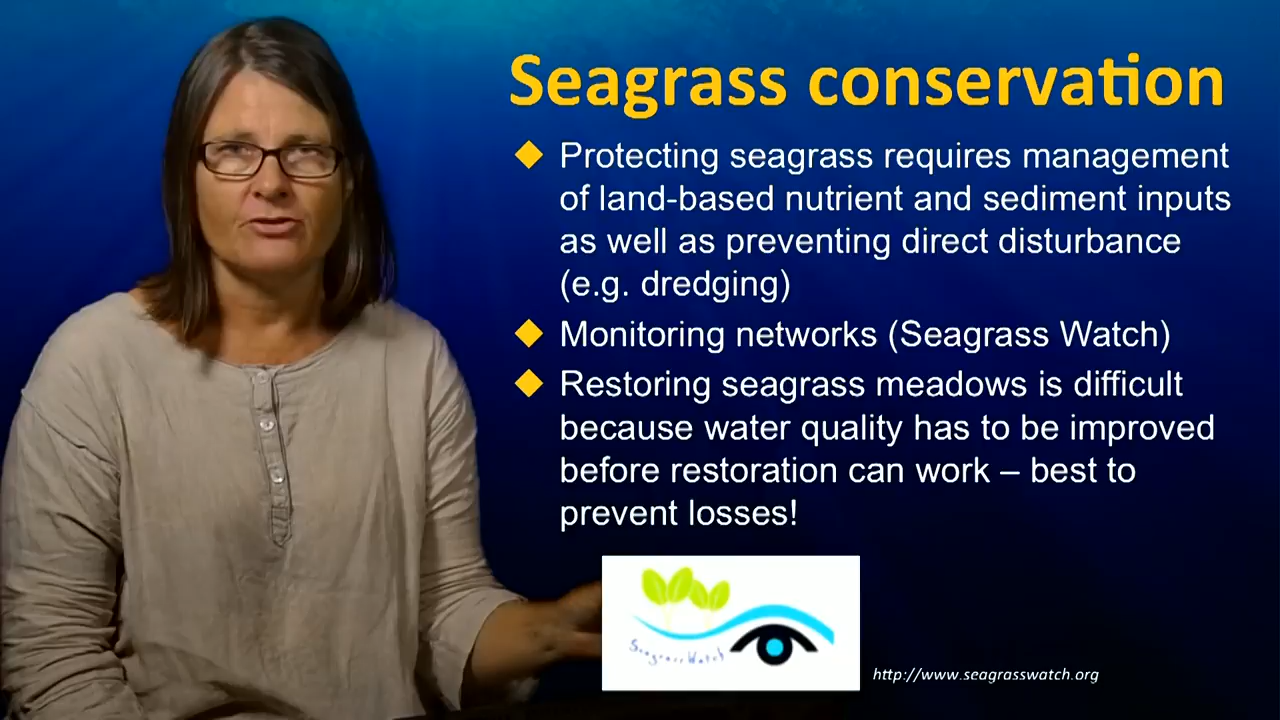 Seagrass conservation
Protecting seagrass requires management
of land-based nutrient and sediment inputs
as well as preventing direct disturbance
(e.g. dredging)
Monitoring networks (Seagrass Watch)
Restoring seagrass meadows is difficult
because water quality has to be improved
before restoration can work – best to
prevent losses!
SeagrassWatch
http://www.seagrasswatch.org